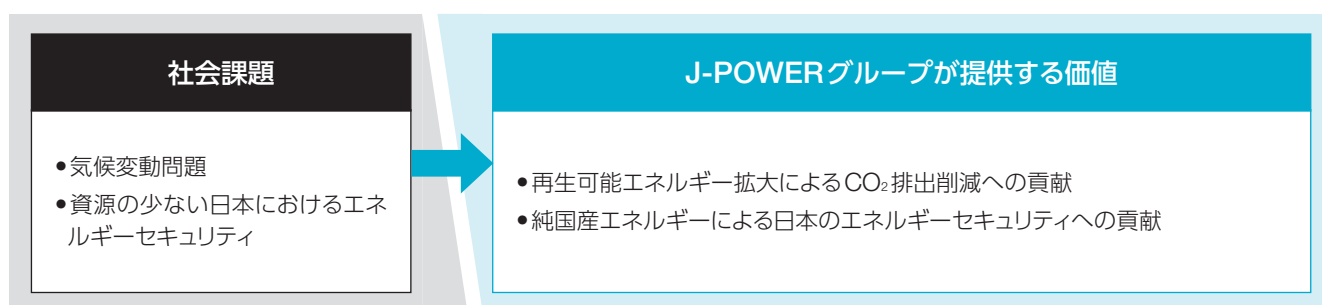 社会課題
●気候変動問題
●資源の少ない日本におけるエネ
ルギーセキュリティ
J-POWERグループが提供する価値
●再生可能エネルギー拡大によるCO₂排出削減への貢献
●純国産エネルギーによる日本のエネルギーセキュリティへの貢献